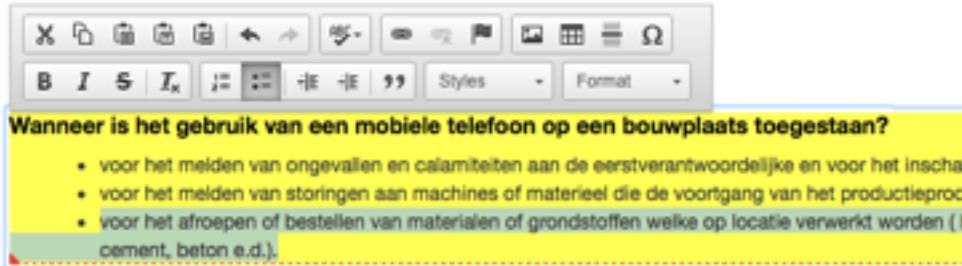 B I S Ix Styles Format
Wanneer is het gebruik van een mobiele telefoon op een bouwplaats toegestaan?
voor het melden van ongevallen en calamiteiten aan de eerstverantwoordelijke en voor het inscha
voor het melden van storingen aan machines of materieel die de voortgang van het productieproc
voor het afroepen of bestellen van materialen of grondstoffen welke op locatie verwerkt worden (
cement, beton e.d.).